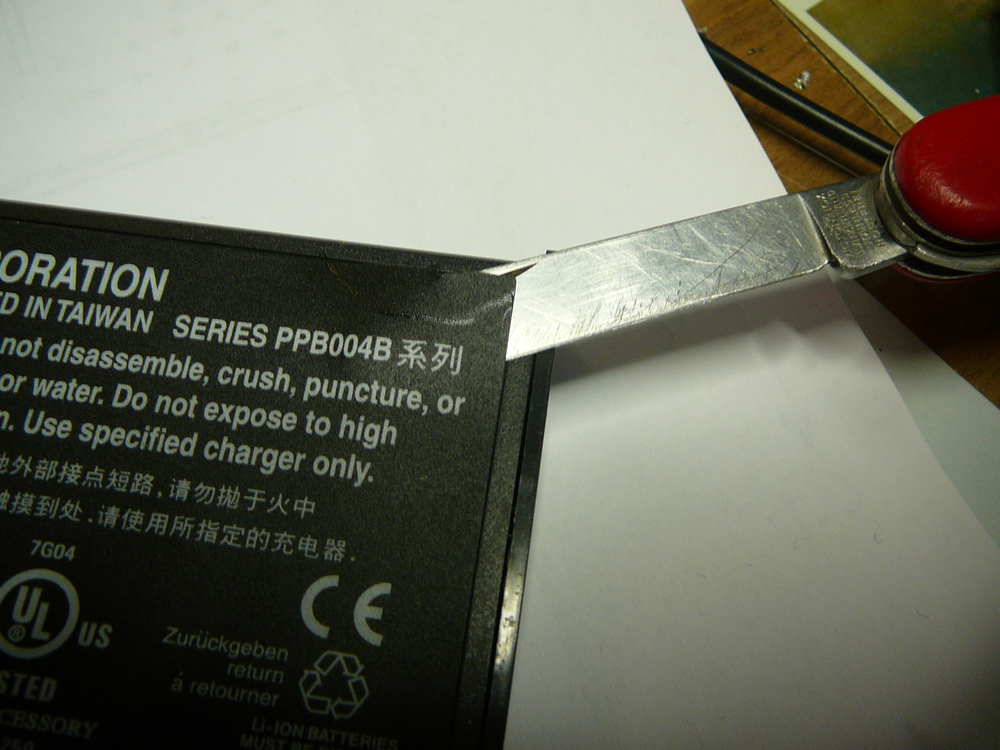 ORATION
D IN TAIWAN SERIES PPB004B 系列
not disassemble, crush, puncture, or
or water. Do not expose to high
n. Use specified charger only.
外部接点短路,请勿抛于火中
触摸到处.请使用所指定的充电器.
7G04
UL ® US
CE
Zurückgeben
return
á retourner
STED
CESSORY
LI-ION BATTERIES
MUST BE